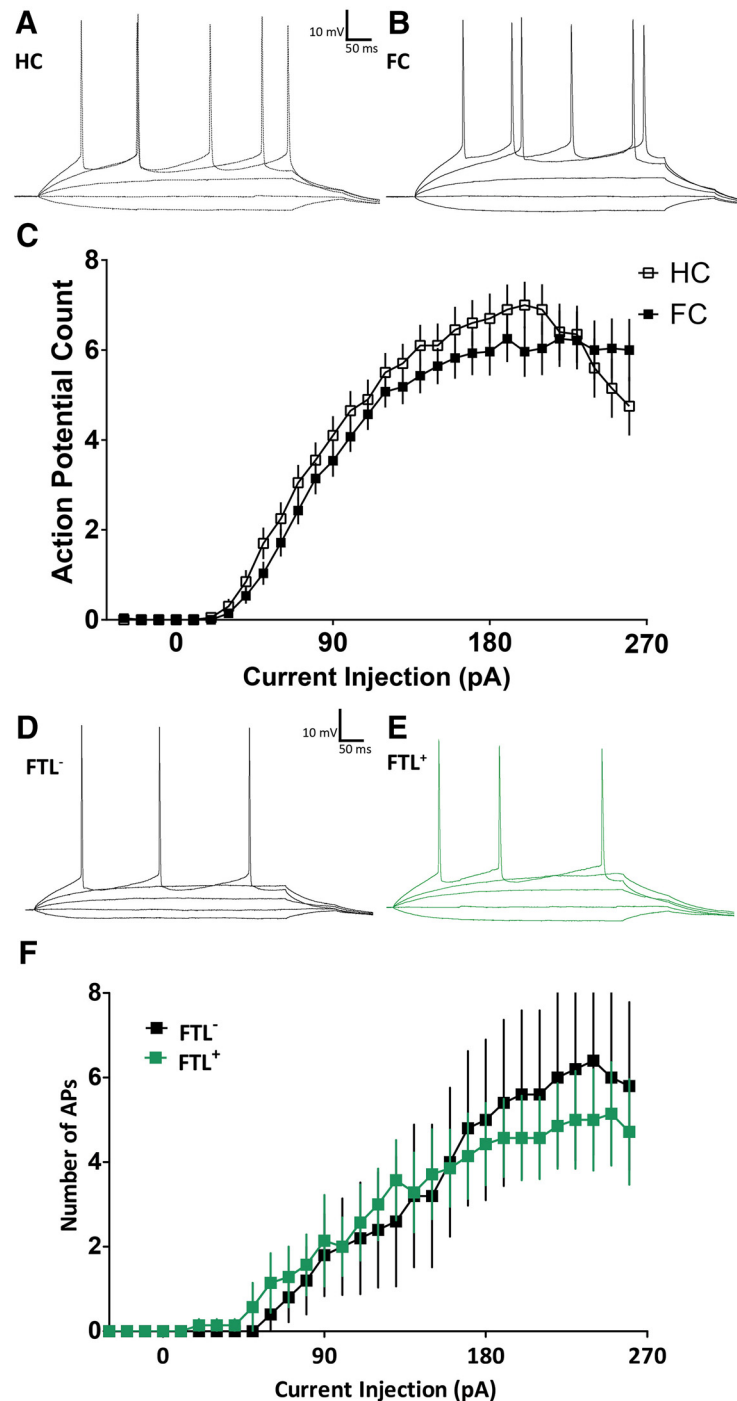 A
HC
10 mV
50 ms
B
FC
C
HC
FC
Action Potential Count
8
6
4
2
0
0 90 180 270
Current Injection (pA)
D
FTL-
10 mV
50 ms
E
FTL+
F
FTL-
FTL+
Number of APs
8
6
4
2
0
0 90 180 270
Current Injection (pA)